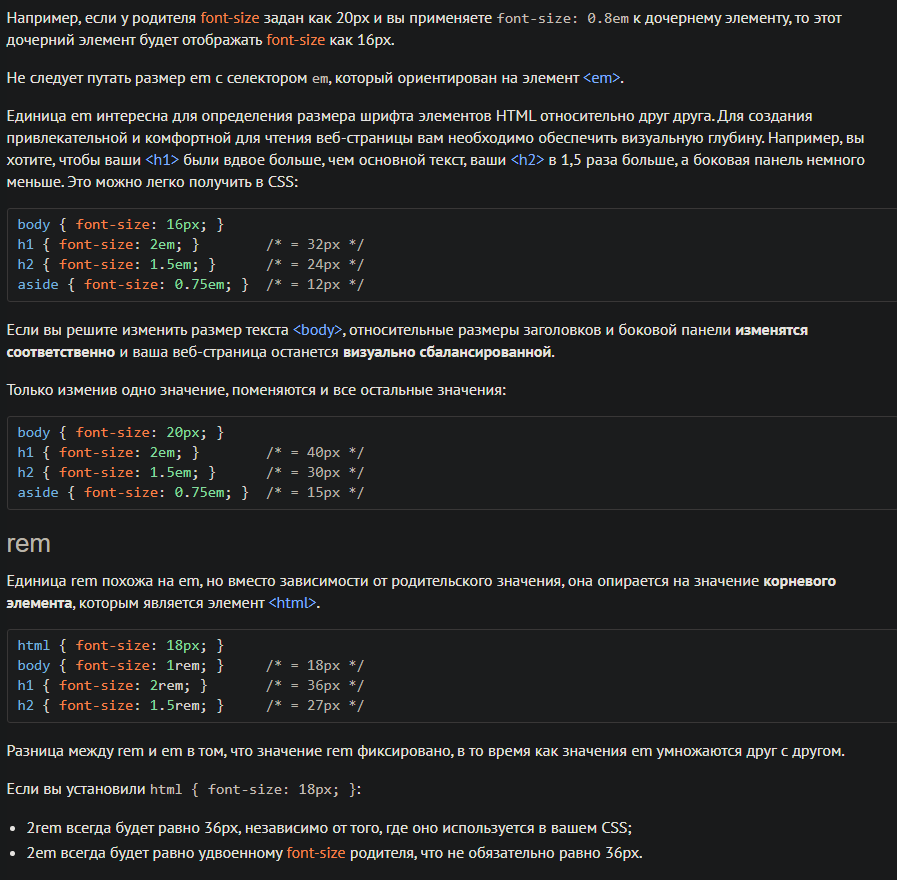 Например, если у родителя font-size задан как 20px и вы применяете font-size: 0.8em к дочернему элементу, то этот
дочерний элемент будет отображать font-size как 16px.
Не следует путать размер em с селектором em, который ориентирован на элемент <em>.
Единица em интересна для определения размера шрифта элементов HTML относительно друг друга. Для создания
привлекательной и комфортной для чтения веб-страницы вам необходимо обеспечить визуальную глубину. Например, вы
хотите, чтобы ваши <h1> были вдвое больше, чем основной текст, ваши <h2> в 1,5 раза больше, а боковая панель немного
меньше. Это можно легко получить в CSS:
body { font-size: 16px; }
h1 { font-size: 2em; }        /* = 32px */
h2 { font-size: 1.5em; }      /* = 24px */
aside { font-size: 0.75em; }  /* = 12px */
Если вы решите изменить размер текста <body>, относительные размеры заголовков и боковой панели изменятся
соответственно и ваша веб-страница останется визуально сбалансированной.
Только изменив одно значение, поменяются и все остальные значения:
body { font-size: 20px; }
h1 { font-size: 2em; }        /* = 40px */
h2 { font-size: 1.5em; }      /* = 30px */
aside { font-size: 0.75em; }  /* = 15px */
rem
Единица rem похожа на em, но вместо зависимости от родительского значения, она опирается на значение корневого
элемента, которым является элемент <html>.
html { font-size: 18px; }
body { font-size: 1rem; }     /* = 18px */
h1 { font-size: 2rem; }       /* = 36px */
h2 { font-size: 1.5rem; }     /* = 27px */
Разница между rem и em в том, что значение rem фиксировано, в то время как значения em умножаются друг с другом.
Если вы установили html { font-size: 18px; }:
• 2rem всегда будет равно 36px, независимо от того, где оно используется в вашем CSS;
• 2em всегда будет равно удвоенному font-size родителя, что не обязательно равно 36px.